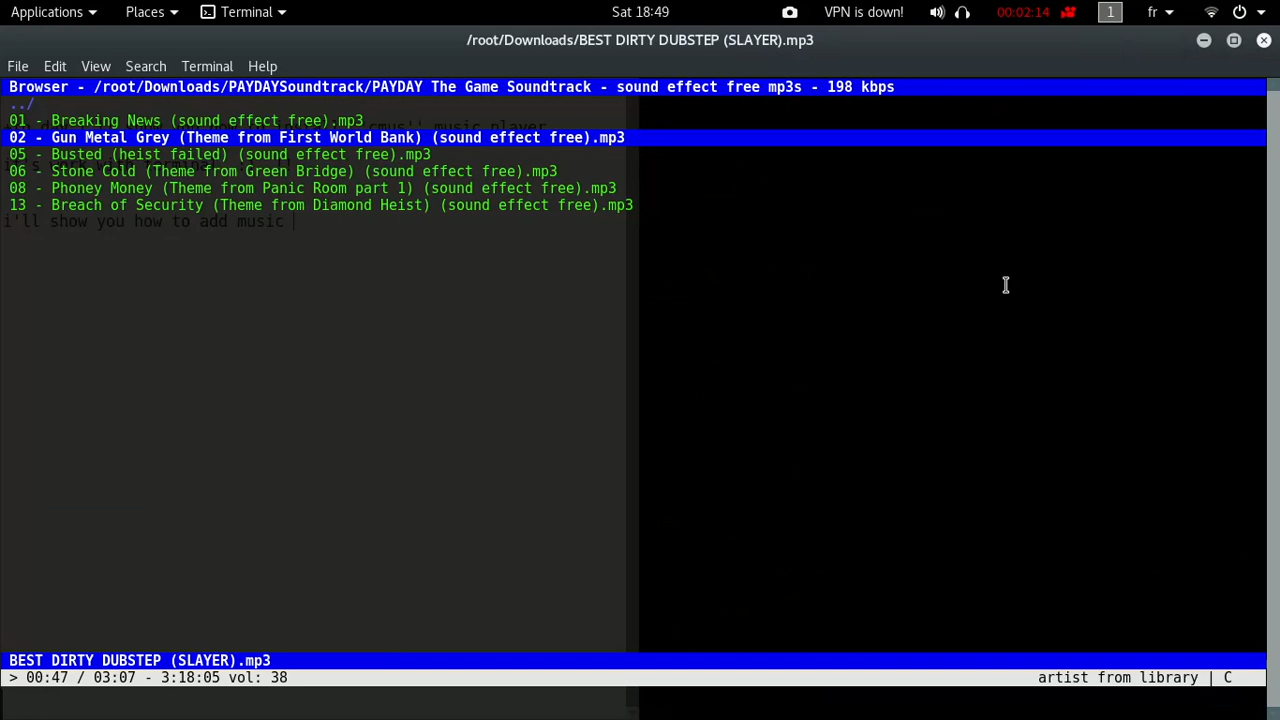 Applications Places Terminal Sat 18:49 VPN is down! 00:02:14 1 fr
/root/Downloads/BEST DIRTY DUBSTEP (SLAYER).mp3
File Edit View Search Terminal Help
Browser - /root/Downloads/PAYDAYSoundtrack/PAYDAY The Game Soundtrack - sound effect free mp3s - 198 kbps
../
01 - Breaking News (sound effect free).mp3
music player
02 - Gun Metal Grey (Theme from First World Bank) (sound effect free).mp3
05 - Busted (heist failed) (sound effect free).mp3
06 - Stone Cold (Theme from Green Bridge) (sound effect free).mp3
08 - Phoney Money (Theme from Panic Room part 1) (sound effect free).mp3
13 - Breach of Security (Theme from Diamond Heist) (sound effect free).mp3
i'll show you how to add music
BEST DIRTY DUBSTEP (SLAYER).mp3
> 00:47 / 03:07 - 3:18:05 vol: 38 artist from library | C